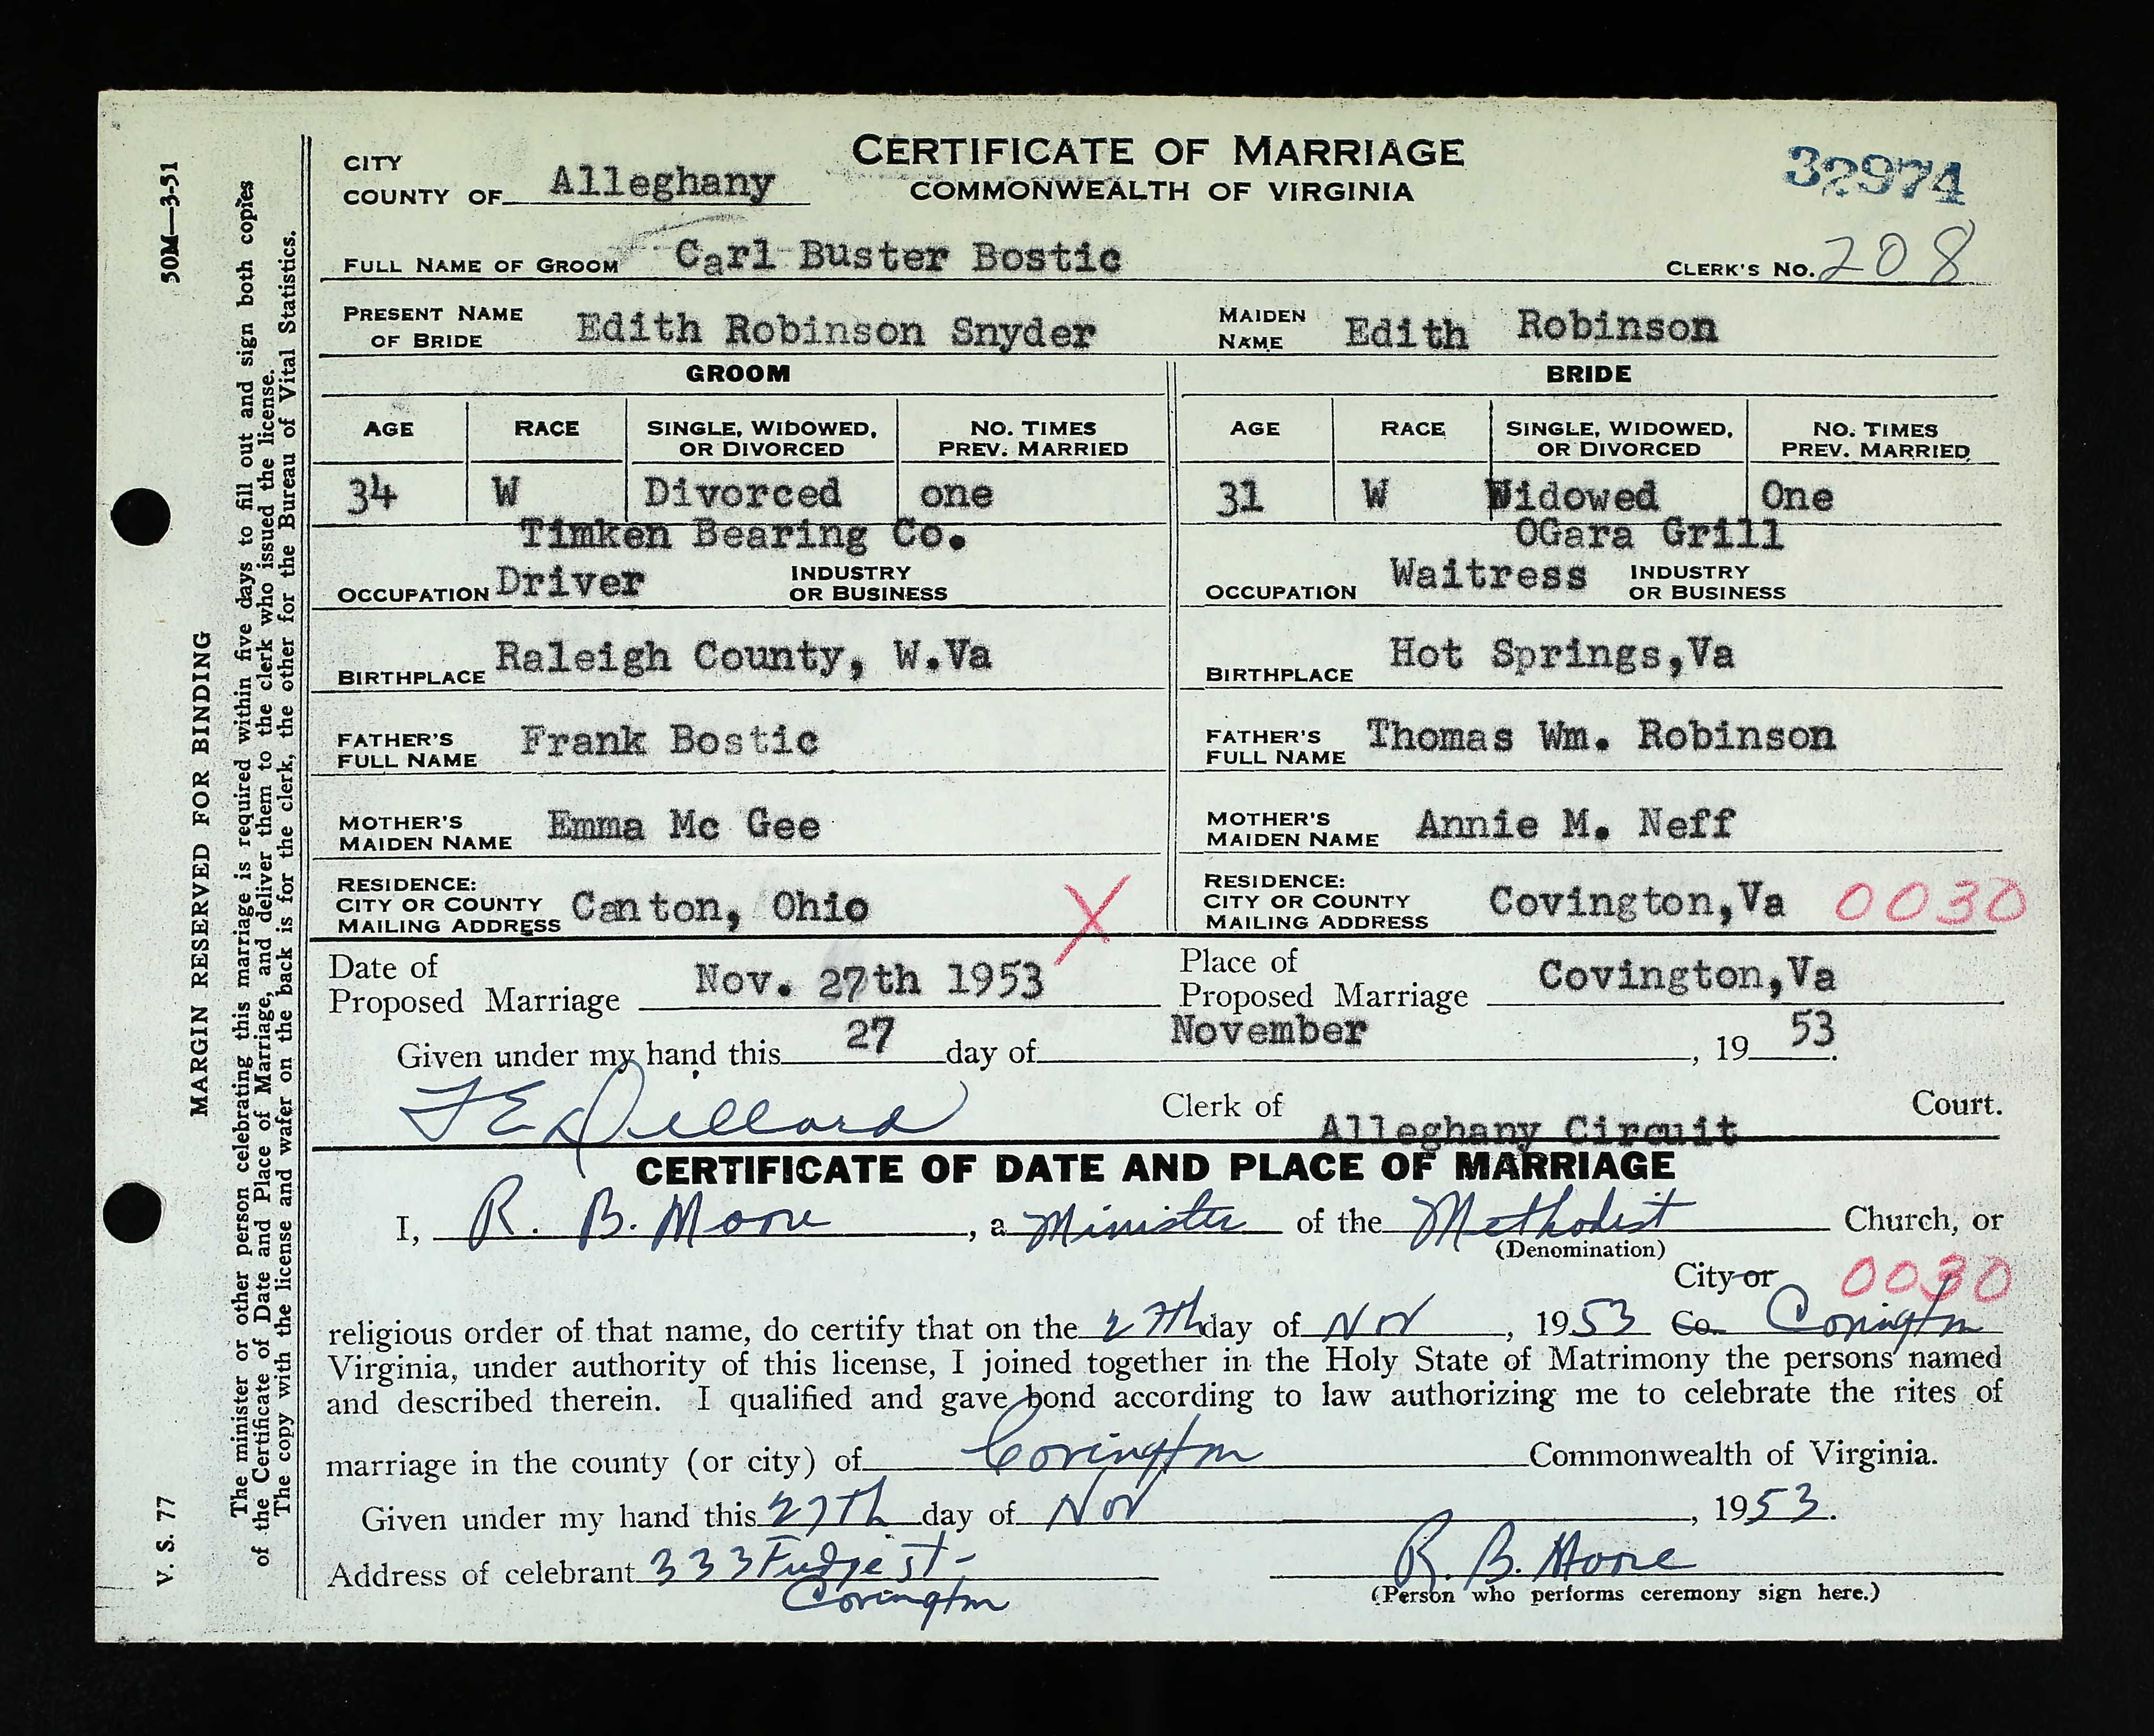 CERTIFICATE OF MARRIAGE
COMMONWEALTH OF VIRGINIA
32974
CITY
COUNTY OF Alleghany
FULL NAME OF GROOM Carl Buster Bostic
CLERK'S NO. 208
PRESENT NAME OF BRIDE Edith Robinson Snyder
MAIDEN NAME Edith Robinson
GROOM BRIDE
AGE RACE SINGLE, WIDOWED, OR DIVORCED NO. TIMES PREV. MARRIED AGE RACE SINGLE, WIDOWED, OR DIVORCED NO. TIMES PREV. MARRIED
34 W Divorced one 31 W Widowed One
Timken Bearing Co. OGara Grill
OCCUPATION Driver INDUSTRY OR BUSINESS OCCUPATION Waitress INDUSTRY OR BUSINESS
BIRTHPLACE Raleigh County, W.Va BIRTHPLACE Hot Springs,Va
FATHER'S FULL NAME Frank Bostic FATHER'S FULL NAME Thomas Wm. Robinson
MOTHER'S MAIDEN NAME Emma Mc Gee MOTHER'S MAIDEN NAME Annie M. Neff
RESIDENCE: CITY OR COUNTY MAILING ADDRESS Canton, Ohio X RESIDENCE: CITY OR COUNTY MAILING ADDRESS Covington,Va 0030
Date of Proposed Marriage Nov. 27th 1953 Place of Proposed Marriage Covington,Va
Given under my hand this 27 day of November, 1953.
F E Dillard Clerk of Alleghany Circuit Court.
CERTIFICATE OF DATE AND PLACE OF MARRIAGE
I, R. B. Moore, a Minister of the Methodist Church, or
(Denomination)
City or 0030
religious order of that name, do certify that on the 27th day of Nov, 1953 Co. Covington
Virginia, under authority of this license, I joined together in the Holy State of Matrimony the persons named
and described therein. I qualified and gave bond according to law authorizing me to celebrate the rites of
marriage in the county (or city) of Covington Commonwealth of Virginia.
Given under my hand this 27Th day of Nov, 1953.
Address of celebrant 333 Fudge st - R. B. Moore
Covington (Person who performs ceremony sign here.)
50M—3-51
MARGIN RESERVED FOR BINDING
V. S. 77
The minister or other person celebrating this marriage is required within five days to fill out and sign both copies
of the Certificate of Date and Place of Marriage, and deliver them to the clerk who issued the license.
The copy with the license and wafer on the back is for the clerk, the other for the Bureau of Vital Statistics.